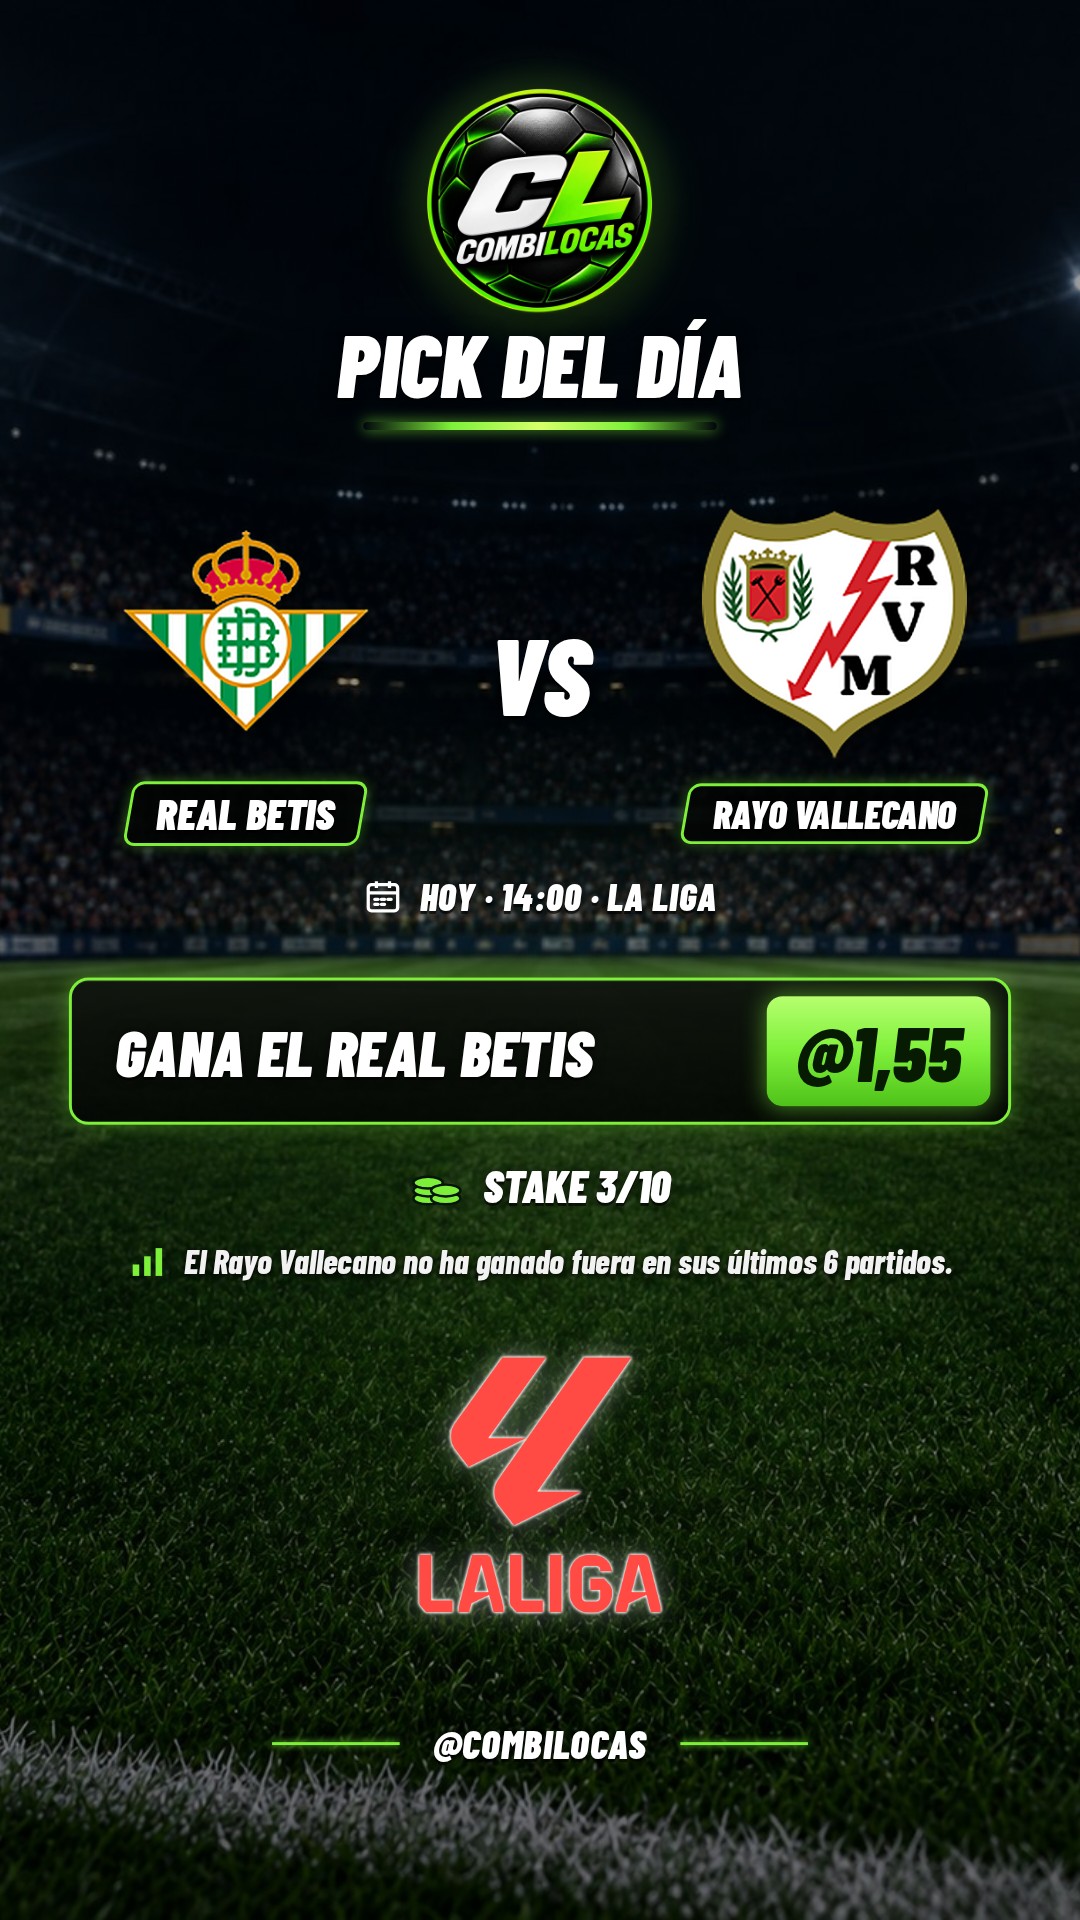 CL
COMBILOCAS
PICK DEL DÍA
R
V
M
VS
REAL BETIS
RAYO VALLECANO
HOY · 14:00 · LA LIGA
GANA EL REAL BETIS
@1,55
STAKE 3/10
El Rayo Vallecano no ha ganado fuera en sus últimos 6 partidos.
LALIGA
@COMBILOCAS